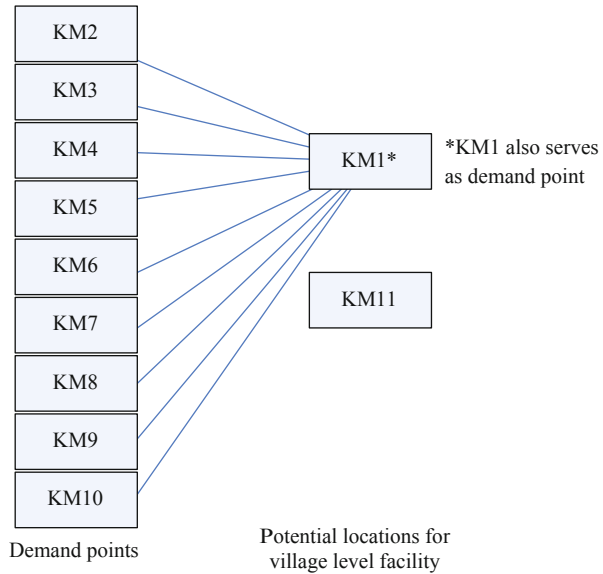 KM2
KM3
KM4
KM5
KM6
KM7
KM8
KM9
KM10
Demand points
KM1*
*KM1 also serves
as demand point
KM11
Potential locations for
village level facility